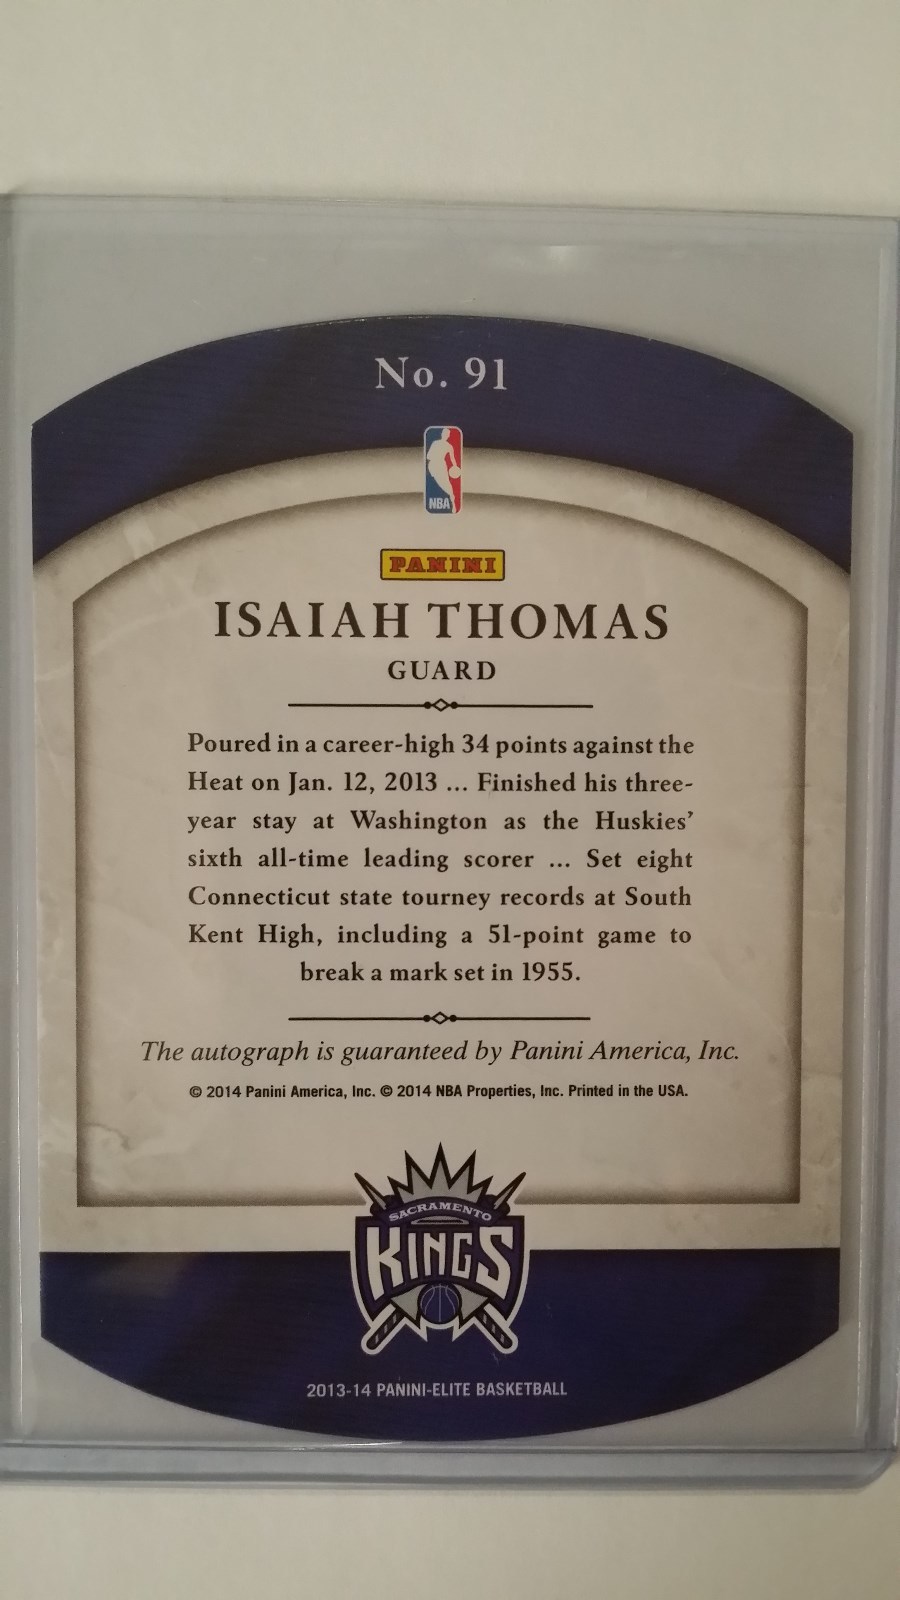 No. 91
NBA
PANINI
ISAIAH THOMAS
GUARD
Poured in a career-high 34 points against the
Heat on Jan. 12, 2013 ... Finished his three-
year stay at Washington as the Huskies'
sixth all-time leading scorer ... Set eight
Connecticut state tourney records at South
Kent High, including a 51-point game to
break a mark set in 1955.
The autograph is guaranteed by Panini America, Inc.
© 2014 Panini America, Inc. © 2014 NBA Properties, Inc. Printed in the USA.
SACRAMENTO
KINGS
2013-14 PANINI-ELITE BASKETBALL